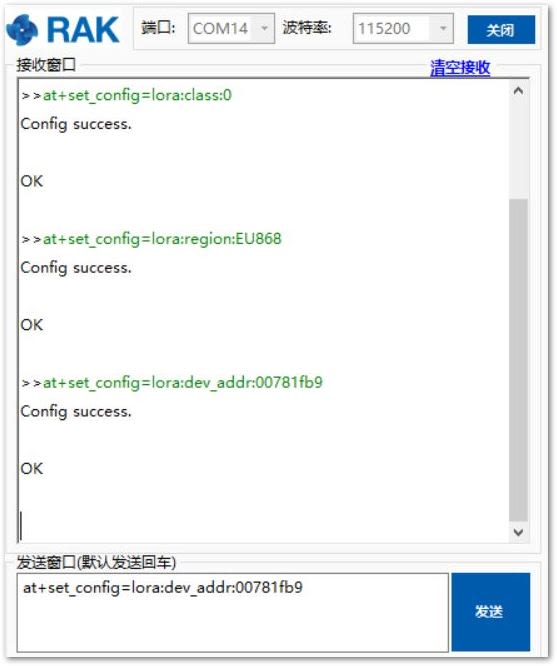 RAK 端口: COM14 波特率: 115200 关闭
接收窗口 清空接收
>>at+set_config=lora:class:0
Config success.
OK
>>at+set_config=lora:region:EU868
Config success.
OK
>>at+set_config=lora:dev_addr:00781fb9
Config success.
OK
发送窗口(默认发送回车)
at+set_config=lora:dev_addr:00781fb9
发送